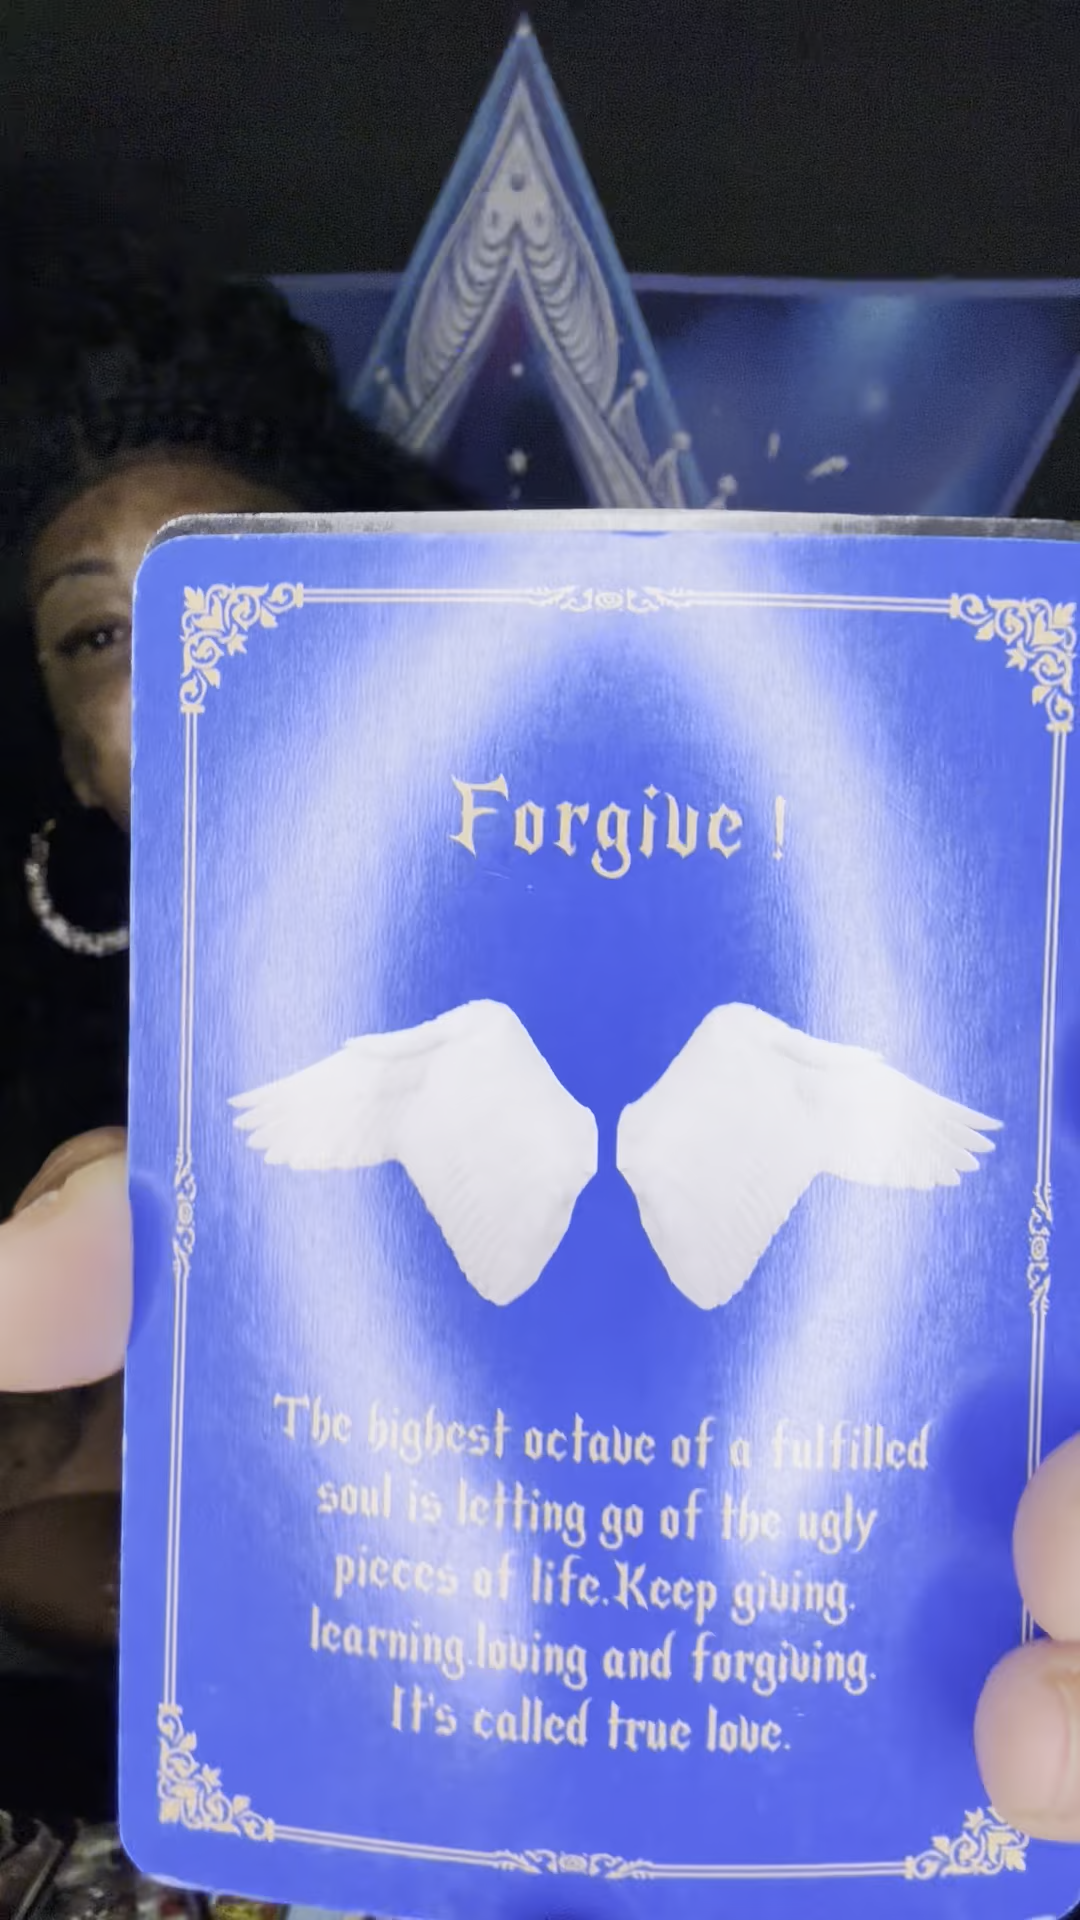 Forgive !
The highest octave of a fulfilled
soul is letting go of the ugly
pieces of life.Keep giving.
learning.loving and forgiving.
It's called true love.